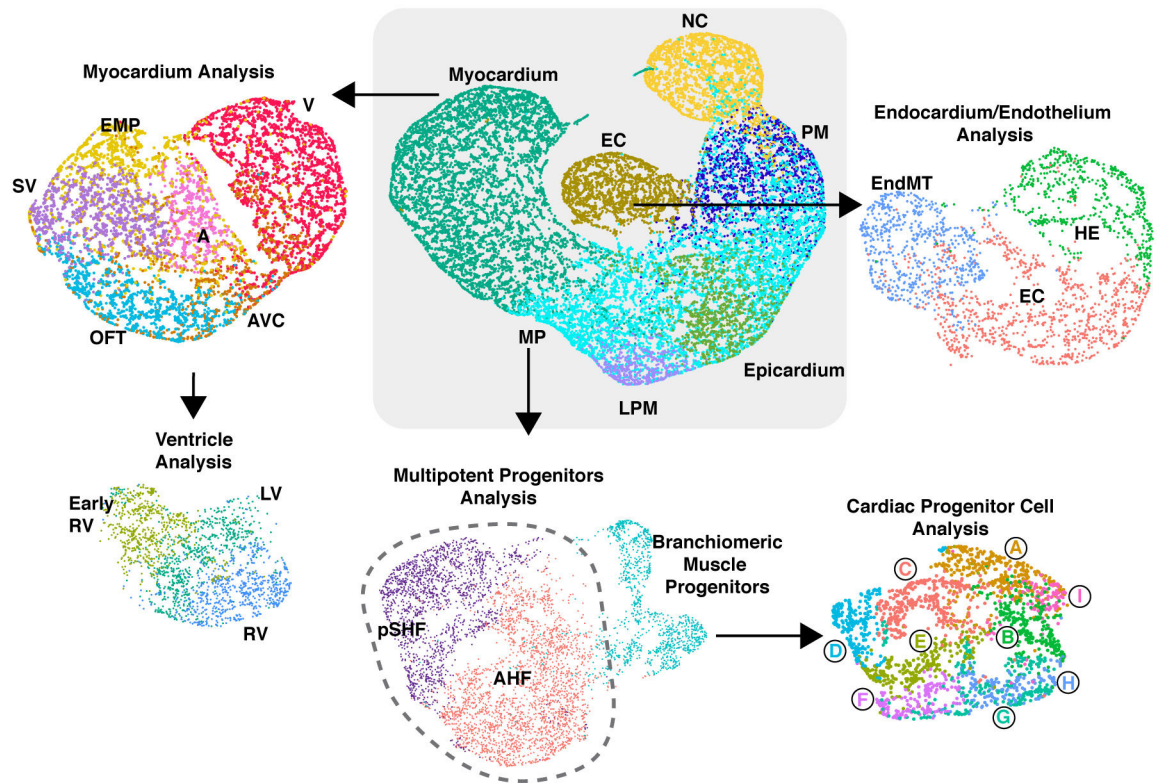 NC
Myocardium Analysis
Myocardium
V
EMP
EC
PM
Endocardium/Endothelium
Analysis
SV
EndMT
A
HE
EC
OFT
AVC
MP
Epicardium
LPM
Ventricle
Analysis
Early
RV
LV
RV
Multipotent Progenitors
Analysis
Branchiomeric
Muscle
Progenitors
pSHF
AHF
Cardiac Progenitor Cell
Analysis
A
C
I
E
B
D
H
F
G